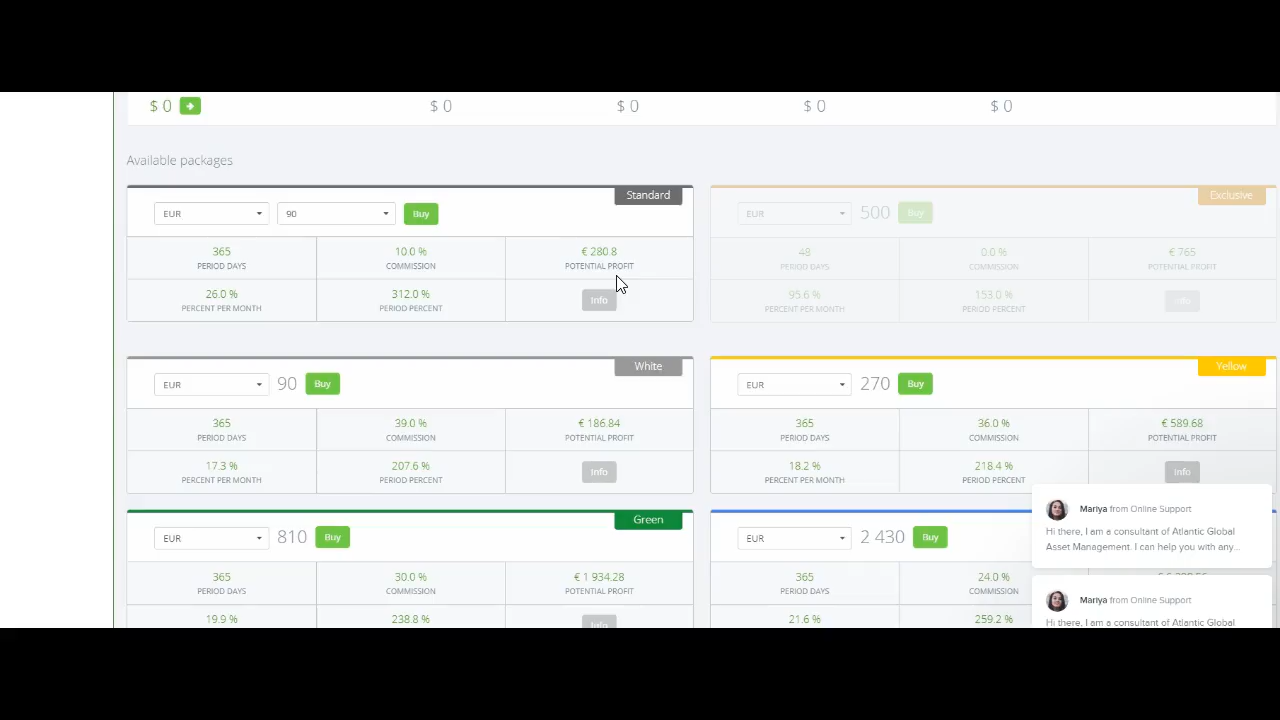 $ 0 $ 0 $ 0 $ 0 $ 0
Available packages
Standard
EUR 90 Buy
365 10.0 % € 280.8
PERIOD DAYS COMMISSION POTENTIAL PROFIT
26.0 % 312.0 % Info
PERCENT PER MONTH PERIOD PERCENT
Exclusive
EUR 500 Buy
48 0.0 % € 765
PERIOD DAYS COMMISSION POTENTIAL PROFIT
95.6 % 153.0 % Info
PERCENT PER MONTH PERIOD PERCENT
White
EUR 90 Buy
365 39.0 % € 186.84
PERIOD DAYS COMMISSION POTENTIAL PROFIT
17.3 % 207.6 % Info
PERCENT PER MONTH PERIOD PERCENT
Yellow
EUR 270 Buy
365 36.0 % € 589.68
PERIOD DAYS COMMISSION POTENTIAL PROFIT
18.2 % 218.4 % Info
PERCENT PER MONTH PERIOD PERCENT
Green
EUR 810 Buy
365 30.0 % € 1 934.28
PERIOD DAYS COMMISSION POTENTIAL PROFIT
19.9 % 238.8 % Info
EUR 2 430 Buy
365 24.0 %
PERIOD DAYS COMMISSION
21.6 % 259.2 %
Mariya from Online Support
Hi there, I am a consultant of Atlantic Global
Asset Management. I can help you with any...
Mariya from Online Support
Hi there, I am a consultant of Atlantic Global